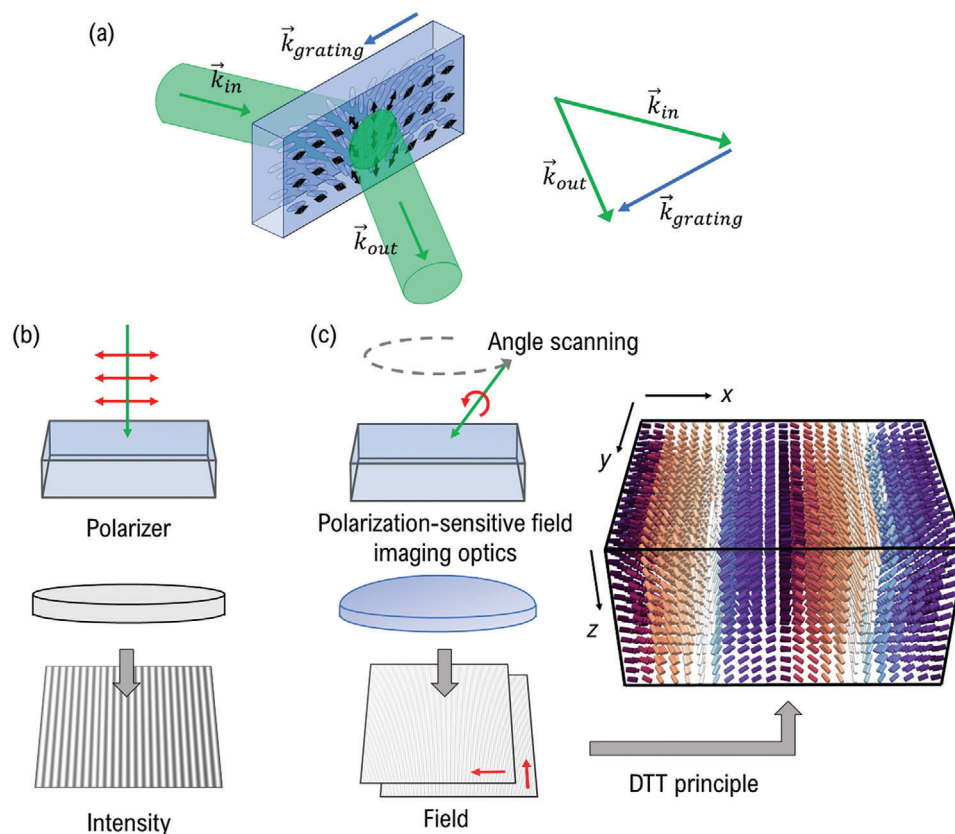 (a)
k⃗grating
k⃗in
k⃗out
k⃗in
k⃗out
k⃗grating
(b)
Polarizer
Intensity
(c)
Angle scanning
Polarization-sensitive field
imaging optics
Field
x
y
z
DTT principle